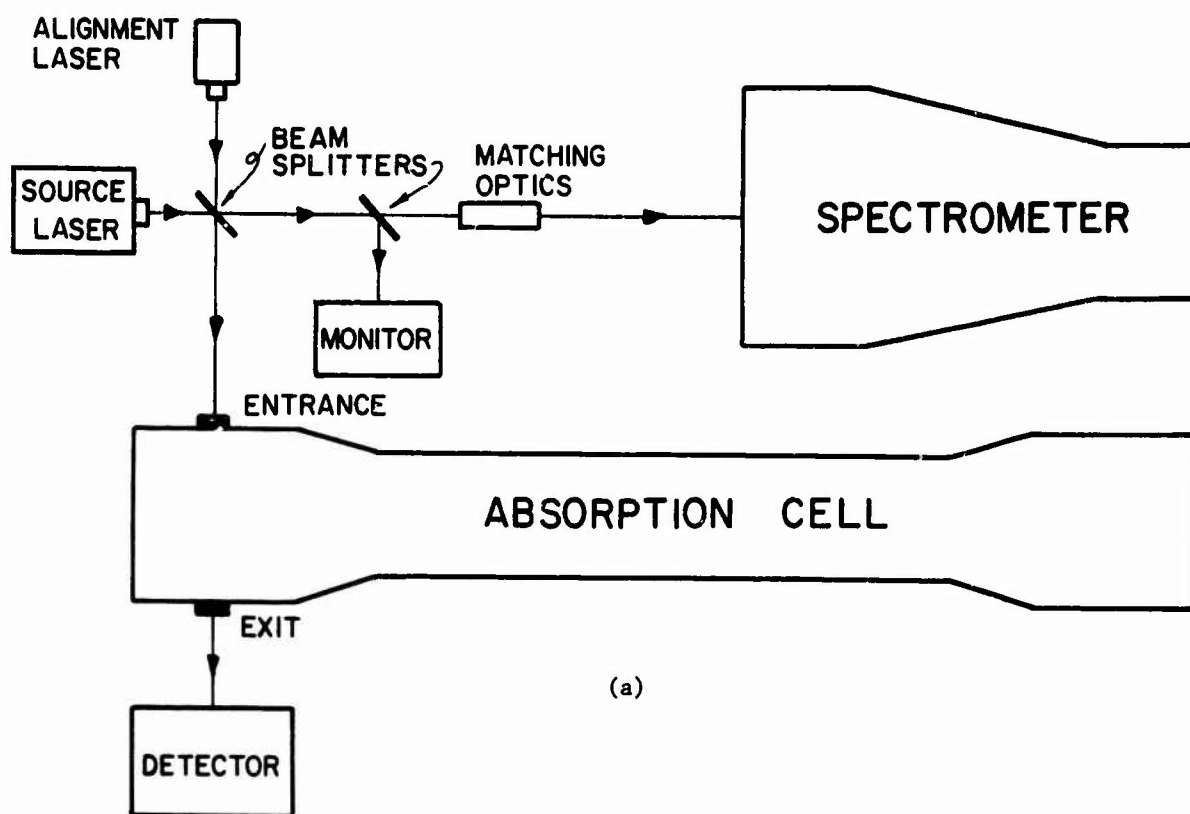 ALIGNMENT
LASER
BEAM
SPLITTERS
MATCHING
OPTICS
SOURCE
LASER
SPECTROMETER
MONITOR
ENTRANCE
ABSORPTION CELL
EXIT
(a)
DETECTOR